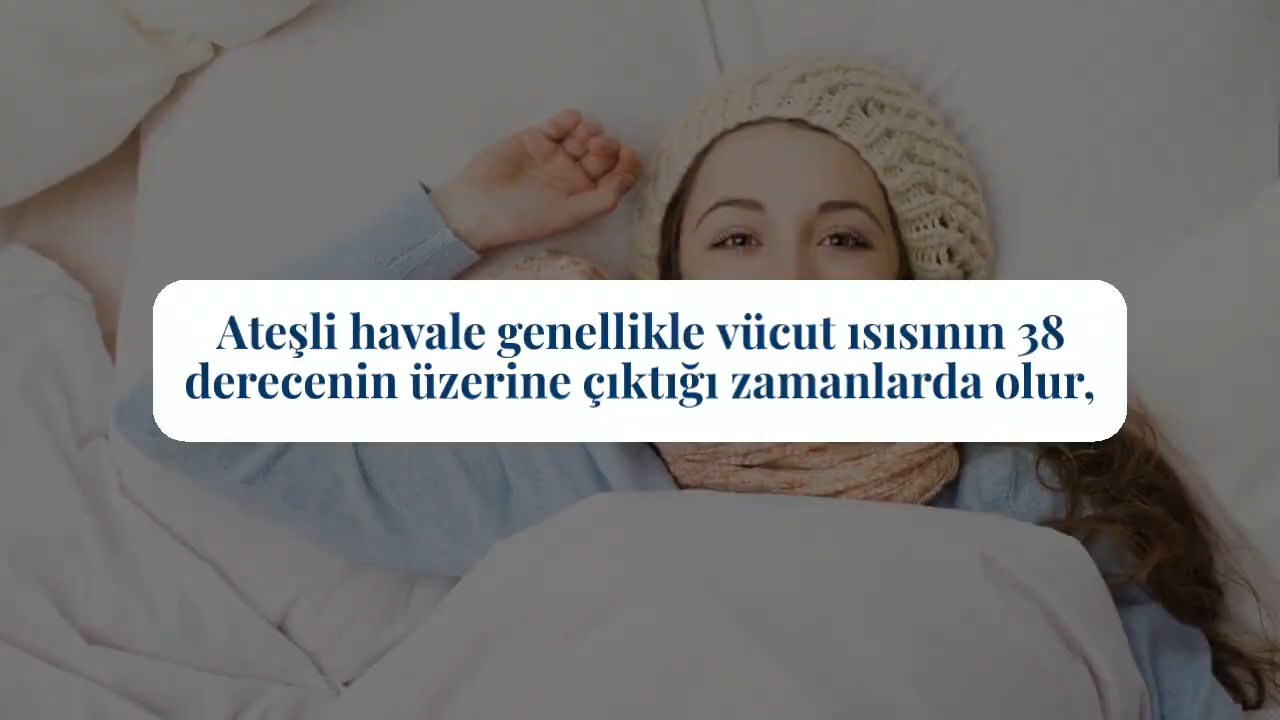 Ateşli havale genellikle vücut ısısının 38
derecenin üzerine çıktığı zamanlarda olur,